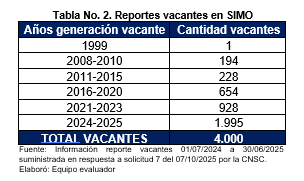 Tabla No. 2. Reportes vacantes en SIMO
Años generación vacante Cantidad vacantes
1999 1
2008-2010 194
2011-2015 228
2016-2020 654
2021-2023 928
2024-2025 1.995
TOTAL VACANTES 4.000
Fuente: Información reporte vacantes 01/07/2024 a 30/06/2025
suministrada en respuesta a solicitud 7 del 07/10/2025 por la CNSC.
Elaboró: Equipo evaluador